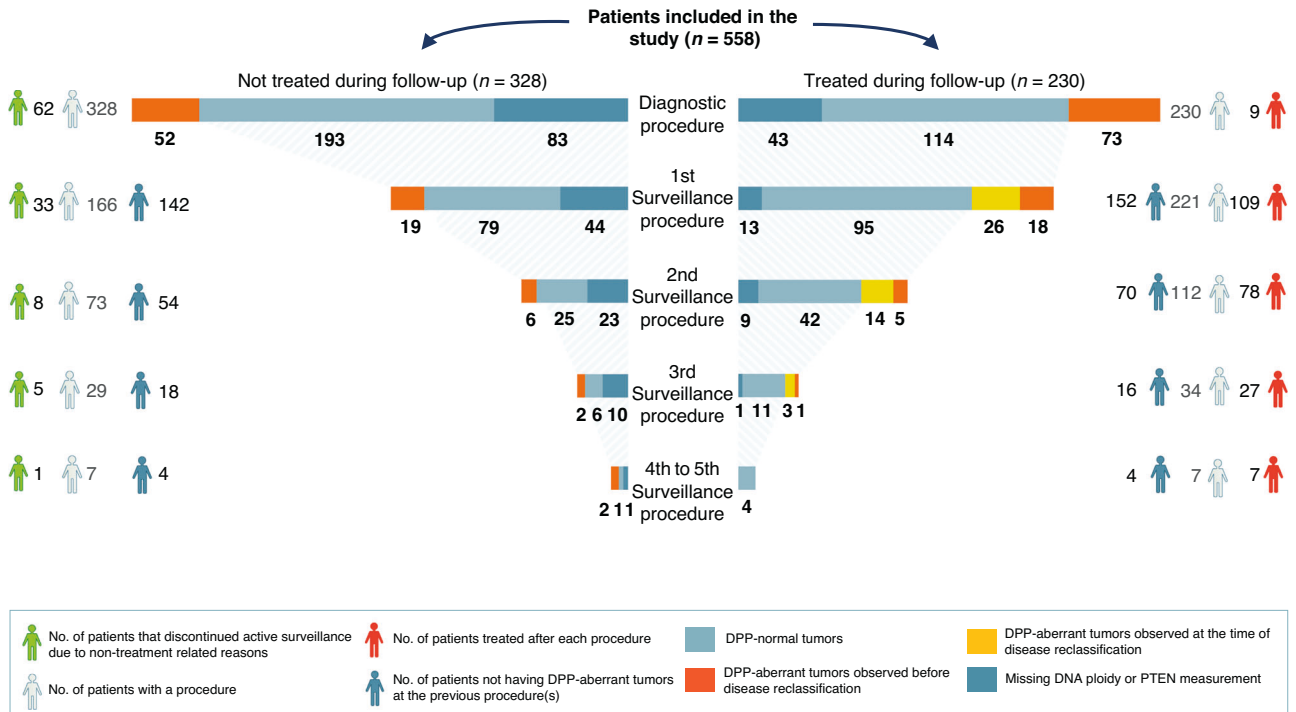 Patients included in the
study (n = 558)
Not treated during follow-up (n = 328)
Treated during follow-up (n = 230)
62 328
52 193 83
Diagnostic
procedure
43 114 73
230 9
33 166 142
19 79 44
1st
Surveillance
procedure
13 95 26 18
152 221 109
8 73 54
6 25 23
2nd
Surveillance
procedure
9 42 14 5
70 112 78
5 29 18
2 6 10
3rd
Surveillance
procedure
1 11 3 1
16 34 27
1 7 4
2 1 1
4th to 5th
Surveillance
procedure
4
4 7 7
No. of patients that discontinued active surveillance
due to non-treatment related reasons
No. of patients with a procedure
No. of patients treated after each procedure
No. of patients not having DPP-aberrant tumors
at the previous procedure(s)
DPP-normal tumors
DPP-aberrant tumors observed before
disease reclassification
DPP-aberrant tumors observed at the time of
disease reclassification
Missing DNA ploidy or PTEN measurement